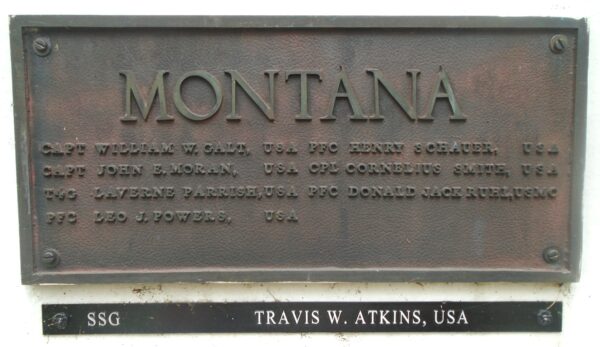 MONTANA
CAPT WILLIAM W. GALT, USA PFC HENRY SCHAUER, USA
CAPT JOHN E. MORAN, USA CPL CORNELIUS SMITH, USA
T4G LAVERNE PARRISH, USA PFC DONALD JACK RUHL, USMC
PFC LEO J. POWERS, USA
SSG TRAVIS W. ATKINS, USA